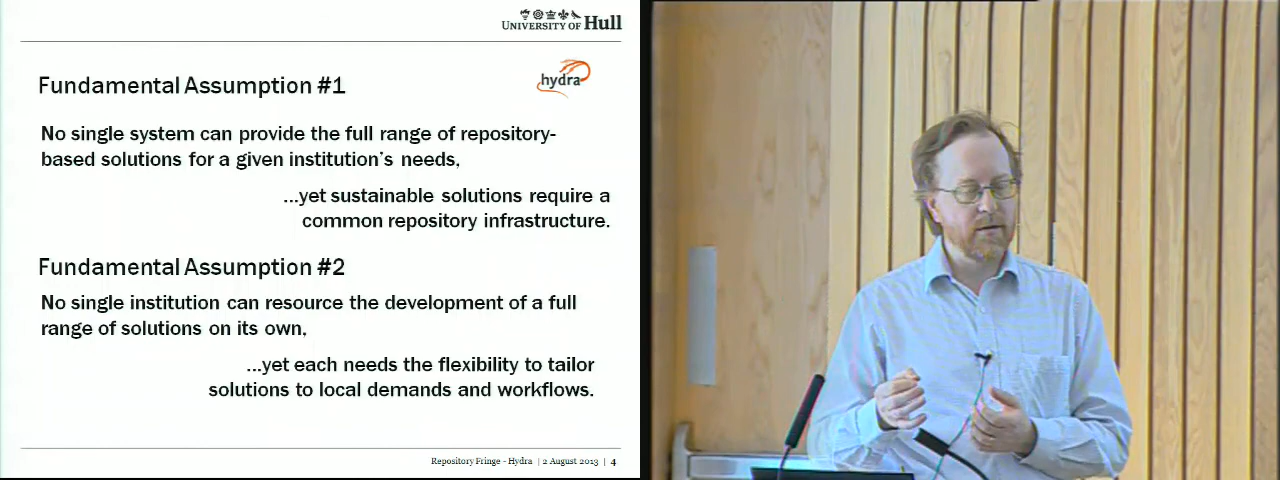 UNIVERSITY OF Hull
Fundamental Assumption #1
hydra
No single system can provide the full range of repository-
based solutions for a given institution's needs,
...yet sustainable solutions require a
common repository infrastructure.
Fundamental Assumption #2
No single institution can resource the development of a full
range of solutions on its own,
...yet each needs the flexibility to tailor
solutions to local demands and workflows.
Repository Fringe - Hydra | 2 August 2013 | 4